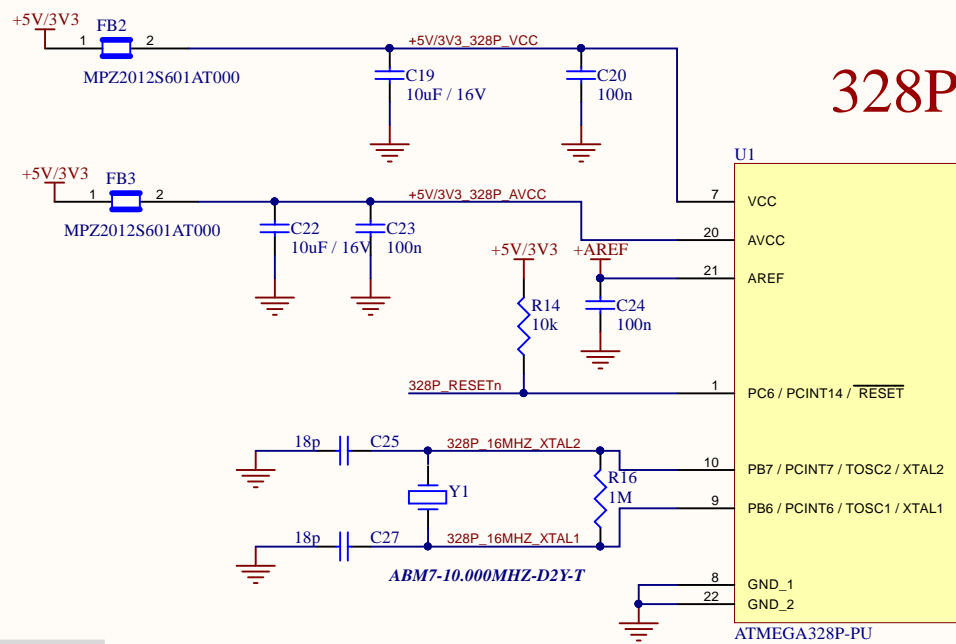 +5V/3V3
FB2
1
2
+5V/3V3_328P_VCC
MPZ2012S601AT000
C19
10uF / 16V
C20
100n
328P
U1
+5V/3V3
FB3
1
2
+5V/3V3_328P_AVCC
MPZ2012S601AT000
C22
10uF / 16V
C23
100n
7
VCC
20
AVCC
+5V/3V3
+AREF
21
AREF
R14
10k
C24
100n
328P_RESETn
1
PC6 / PCINT14 / RESET
18p
C25
328P_16MHZ_XTAL2
10
PB7 / PCINT7 / TOSC2 / XTAL2
Y1
R16
1M
9
PB6 / PCINT6 / TOSC1 / XTAL1
18p
C27
328P_16MHZ_XTAL1
ABM7-10.000MHZ-D2Y-T
8
GND_1
22
GND_2
ATMEGA328P-PU